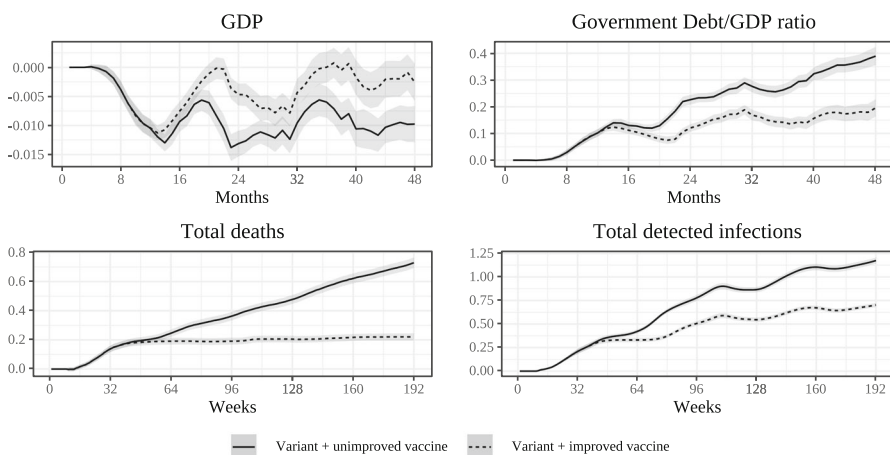 GDP
Government Debt/GDP ratio
0.000
-0.005
-0.010
-0.015
0 8 16 24 32 40 48
Months
0.4
0.3
0.2
0.1
0.0
0 8 16 24 32 40 48
Months
Total deaths
Total detected infections
0.8
0.6
0.4
0.2
0.0
0 32 64 96 128 160 192
Weeks
1.25
1.00
0.75
0.50
0.25
0.00
0 32 64 96 128 160 192
Weeks
Variant + unimproved vaccine
Variant + improved vaccine